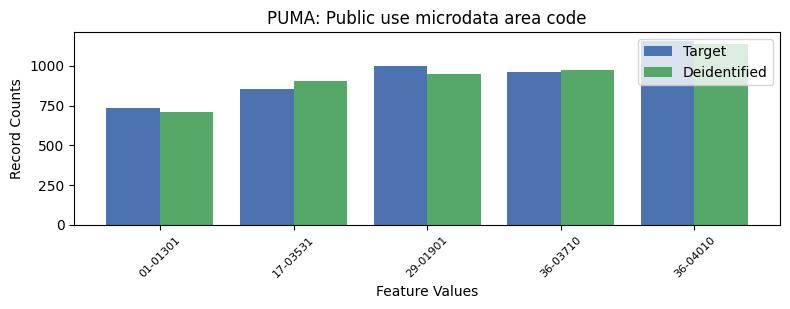 PUMA: Public use microdata area code
Target
Deidentified
Record Counts
1000
750
500
250
0
01-01301
17-03531
29-01901
36-03710
36-04010
Feature Values